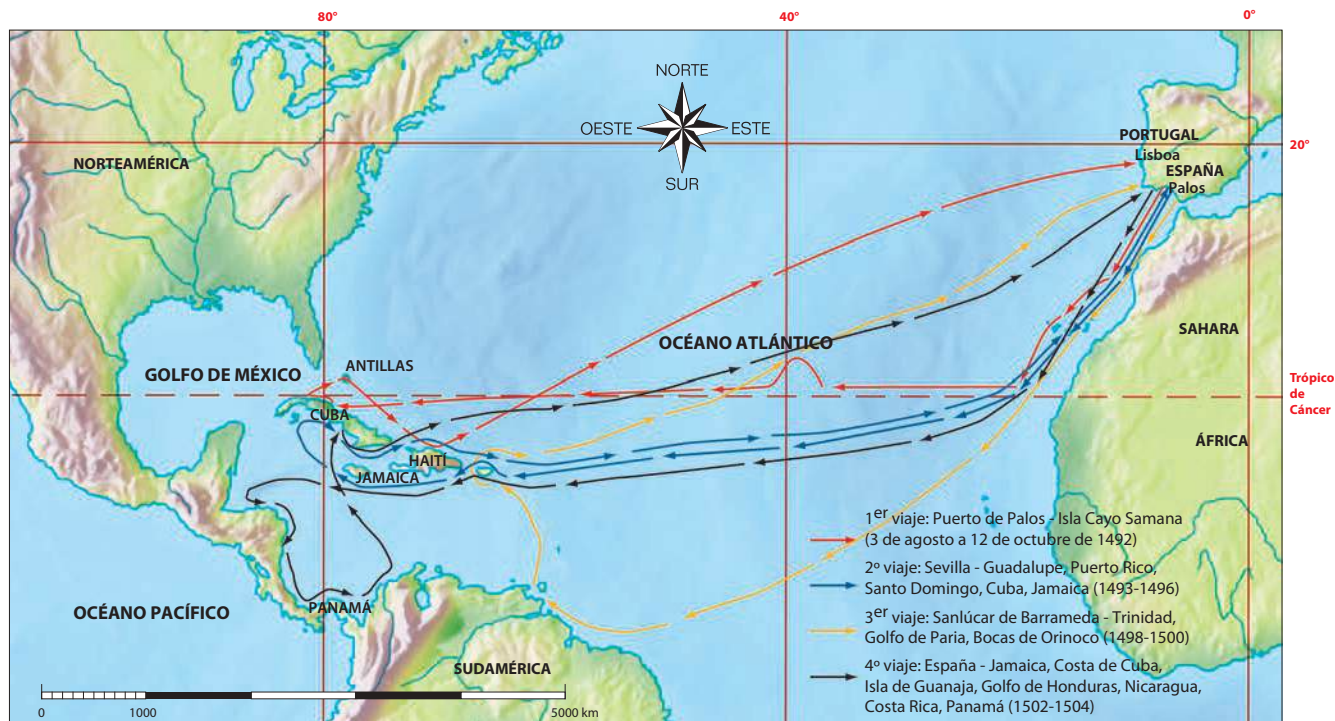 80°
40°
0°
NORTE
OESTE
ESTE
SUR
NORTEAMÉRICA
PORTUGAL
20°
Lisboa
ESPAÑA
Palos
SAHARA
OCÉANO ATLÁNTICO
ANTILLAS
GOLFO DE MÉXICO
Trópico
de
Cáncer
CUBA
ÁFRICA
HAITÍ
JAMAICA
1er viaje: Puerto de Palos - Isla Cayo Samana
(3 de agosto a 12 de octubre de 1492)
2º viaje: Sevilla - Guadalupe, Puerto Rico,
Santo Domingo, Cuba, Jamaica (1493-1496)
OCÉANO PACÍFICO
PANAMÁ
3er viaje: Sanlúcar de Barrameda - Trinidad,
Golfo de Paria, Bocas de Orinoco (1498-1500)
SUDAMÉRICA
4º viaje: España - Jamaica, Costa de Cuba,
Isla de Guanaja, Golfo de Honduras, Nicaragua,
Costa Rica, Panamá (1502-1504)
0
1000
5000 km